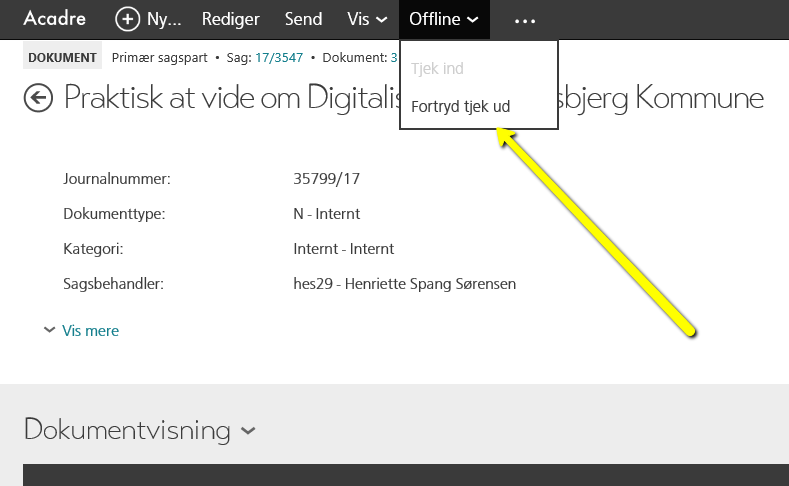 Acadre Ny... Rediger Send Vis Offline ...
DOKUMENT Primær sagspart • Sag: 17/3547 • Dokument: 3
Tjek ind
Fortryd tjek ud
Praktisk at vide om Digitalis sbjerg Kommune
Journalnummer: 35799/17
Dokumenttype: N - Internt
Kategori: Internt - Internt
Sagsbehandler: hes29 - Henriette Spang Sørensen
Vis mere
Dokumentvisning